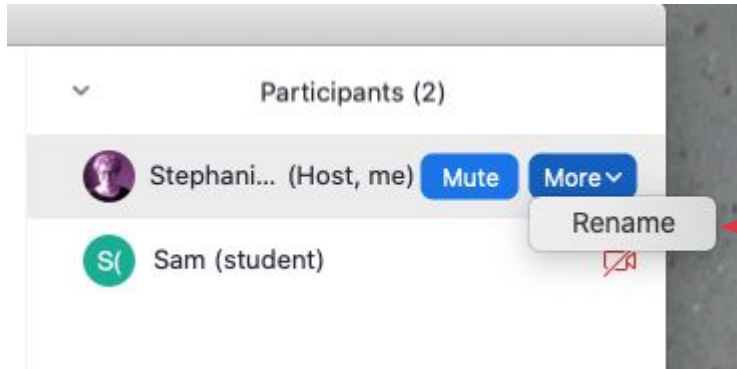 Participants (2)
Stephani... (Host, me) Mute More
Rename
S( Sam (student)